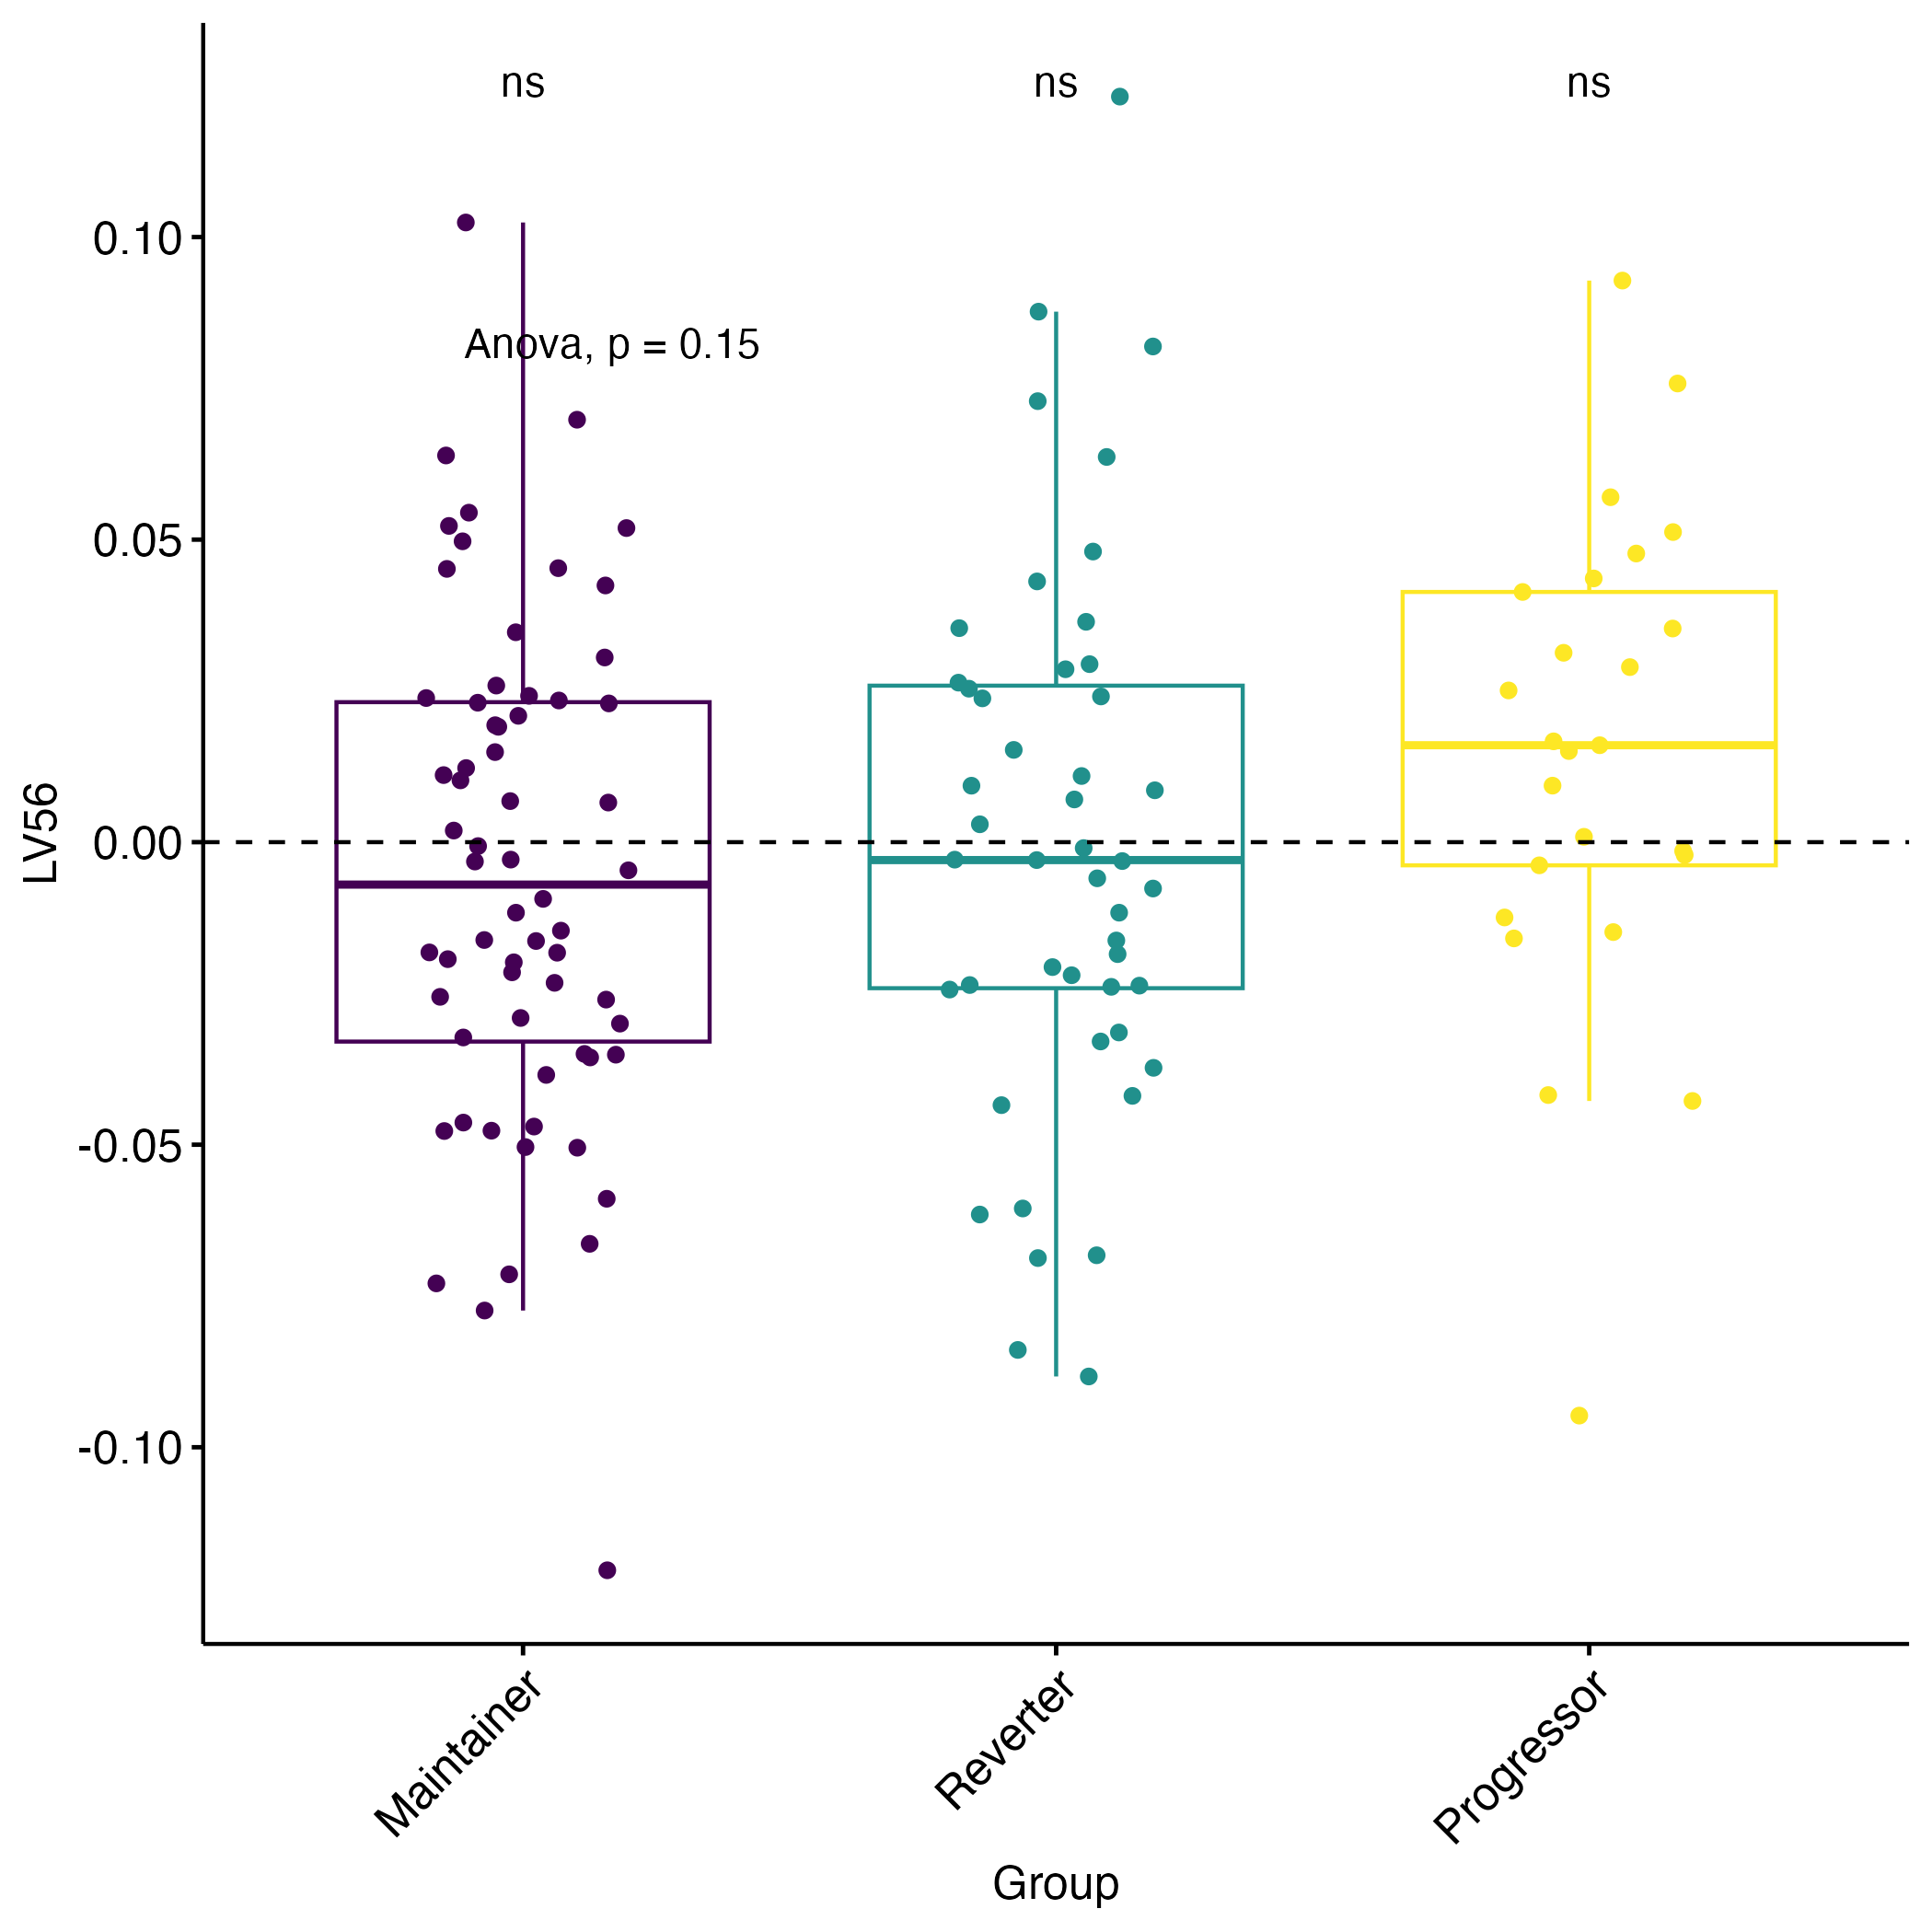 ns ns ns
Anova, p = 0.15
LV56
0.10
0.05
0.00
-0.05
-0.10
Maintainer
Reverter
Progressor
Group